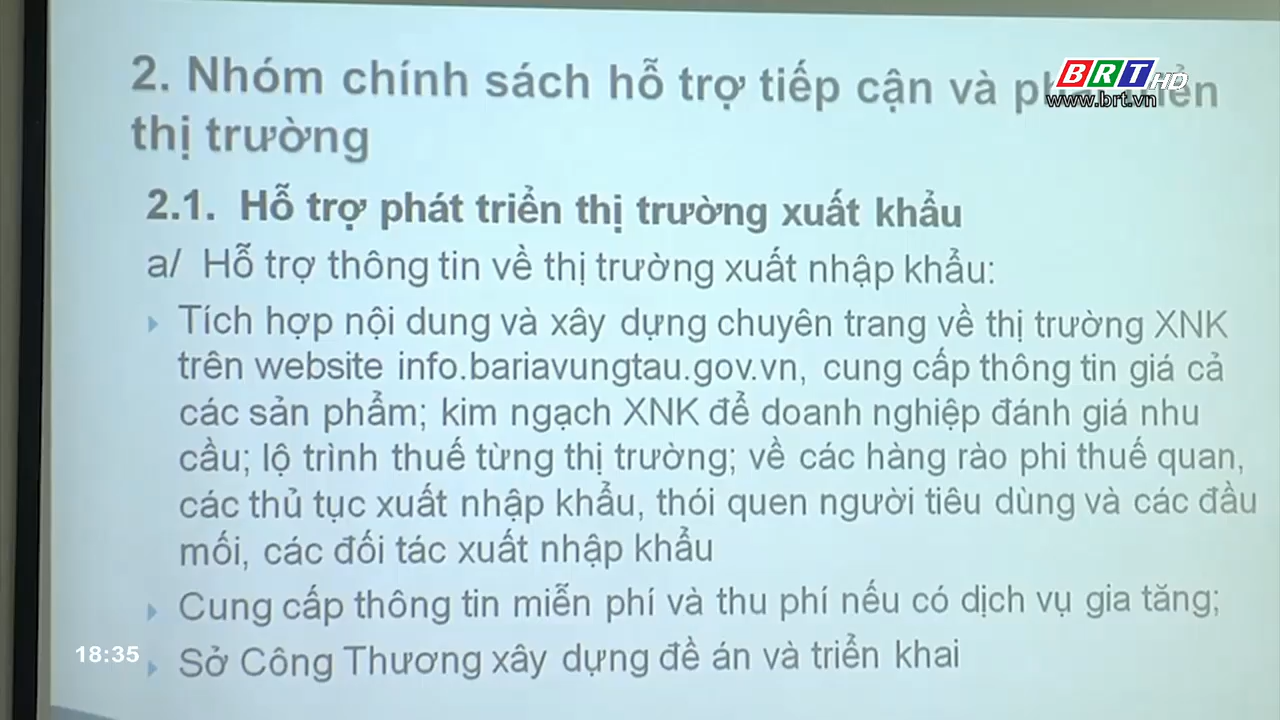 2. Nhóm chính sách hỗ trợ tiếp cận và phát triển
thị trường
BRT HD
www.brt.vn
2.1. Hỗ trợ phát triển thị trường xuất khẩu
a/ Hỗ trợ thông tin về thị trường xuất nhập khẩu:
Tích hợp nội dung và xây dựng chuyên trang về thị trường XNK
trên website info.bariavungtau.gov.vn, cung cấp thông tin giá cả
các sản phẩm; kim ngạch XNK để doanh nghiệp đánh giá nhu
cầu; lộ trình thuế từng thị trường; về các hàng rào phi thuế quan,
các thủ tục xuất nhập khẩu, thói quen người tiêu dùng và các đầu
mối, các đối tác xuất nhập khẩu
Cung cấp thông tin miễn phí và thu phí nếu có dịch vụ gia tăng;
Sở Công Thương xây dựng đề án và triển khai
18:35